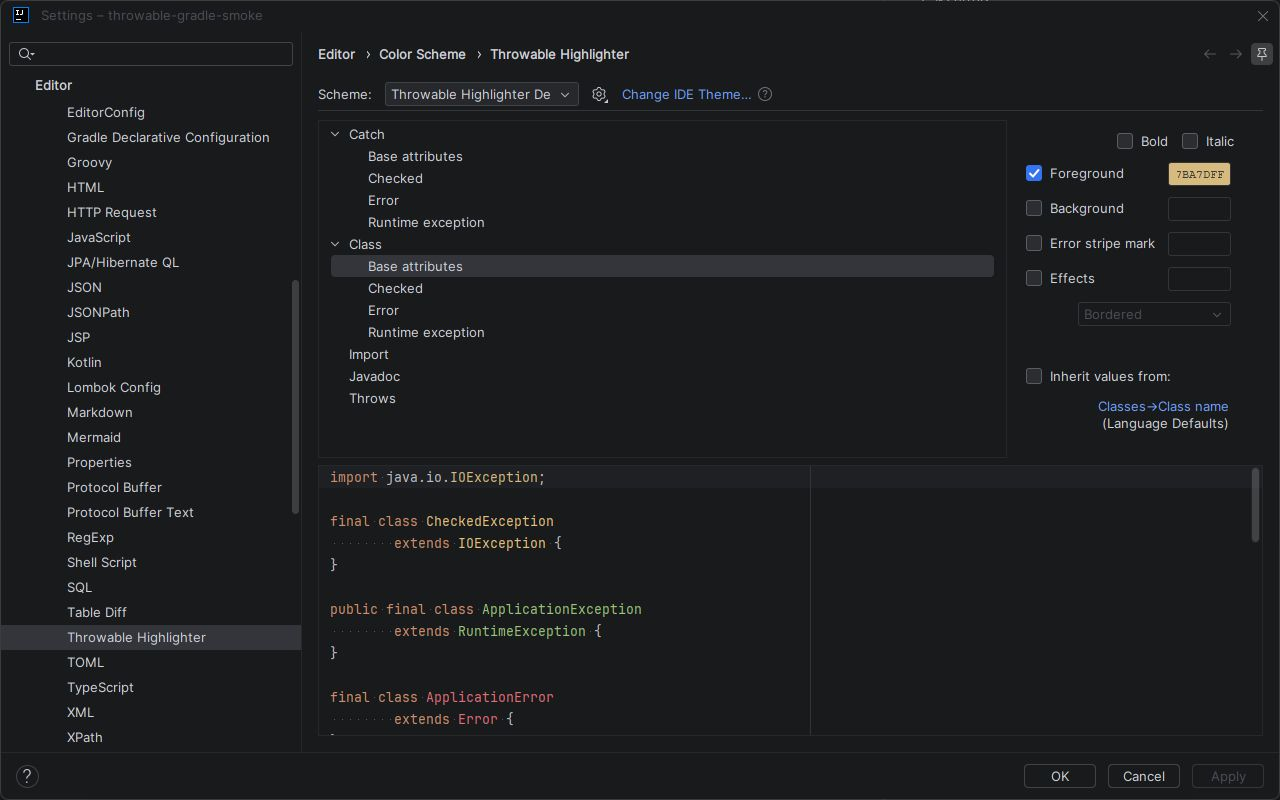 Settings – throwable-gradle-smoke
Editor
EditorConfig
Gradle Declarative Configuration
Groovy
HTML
HTTP Request
JavaScript
JPA/Hibernate QL
JSON
JSONPath
JSP
Kotlin
Lombok Config
Markdown
Mermaid
Properties
Protocol Buffer
Protocol Buffer Text
RegExp
Shell Script
SQL
Table Diff
Throwable Highlighter
TOML
TypeScript
XML
XPath
Editor › Color Scheme › Throwable Highlighter
Scheme: Throwable Highlighter De Change IDE Theme... ?
Catch
Base attributes
Checked
Error
Runtime exception
Class
Base attributes
Checked
Error
Runtime exception
Import
Javadoc
Throws
Bold Italic
Foreground 7BA7DFF
Background
Error stripe mark
Effects
Bordered
Inherit values from:
Classes→Class name
(Language Defaults)
import java.io.IOException;
final class CheckedException
extends IOException {
}
public final class ApplicationException
extends RuntimeException {
}
final class ApplicationError
extends Error {
? OK Cancel Apply